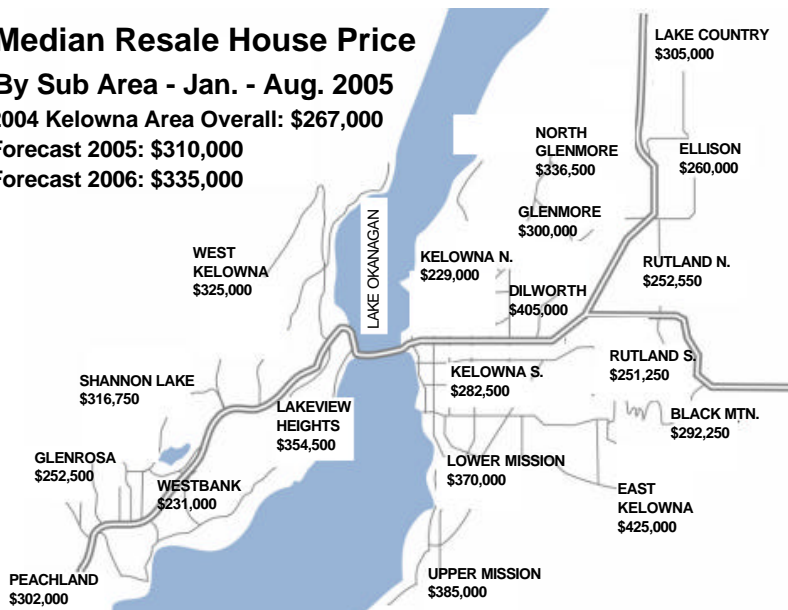 Median Resale House Price
By Sub Area - Jan. - Aug. 2005
2004 Kelowna Area Overall: $267,000
Forecast 2005: $310,000
Forecast 2006: $335,000
LAKE COUNTRY
$305,000
NORTH
GLENMORE
$336,500
ELLISON
$260,000
GLENMORE
$300,000
WEST
KELOWNA
$325,000
LAKE OKANAGAN
KELOWNA N.
$229,000
RUTLAND N.
$252,550
DILWORTH
$405,000
SHANNON LAKE
$316,750
KELOWNA S.
$282,500
RUTLAND S.
$251,250
LAKEVIEW
HEIGHTS
$354,500
BLACK MTN.
$292,250
GLENROSA
$252,500
WESTBANK
$231,000
LOWER MISSION
$370,000
EAST
KELOWNA
$425,000
PEACHLAND
$302,000
UPPER MISSION
$385,000